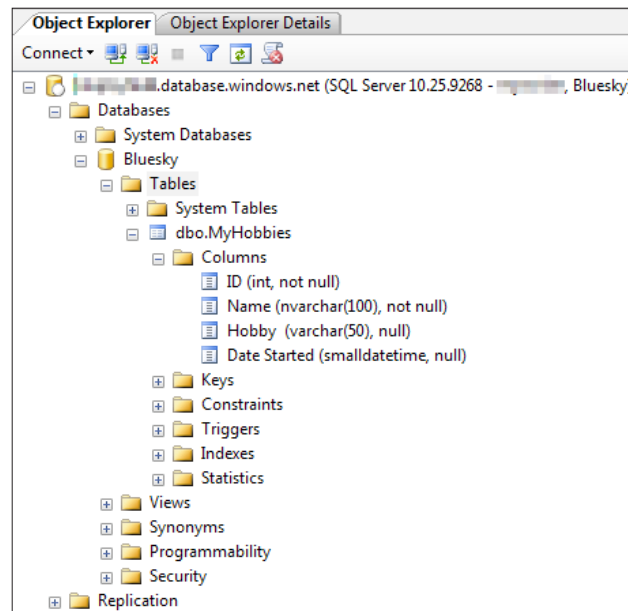 Object Explorer Object Explorer Details
Connect
.database.windows.net (SQL Server 10.25.9268 - , Bluesky)
Databases
System Databases
Bluesky
Tables
System Tables
dbo.MyHobbies
Columns
ID (int, not null)
Name (nvarchar(100), not null)
Hobby (varchar(50), null)
Date Started (smalldatetime, null)
Keys
Constraints
Triggers
Indexes
Statistics
Views
Synonyms
Programmability
Security
Replication